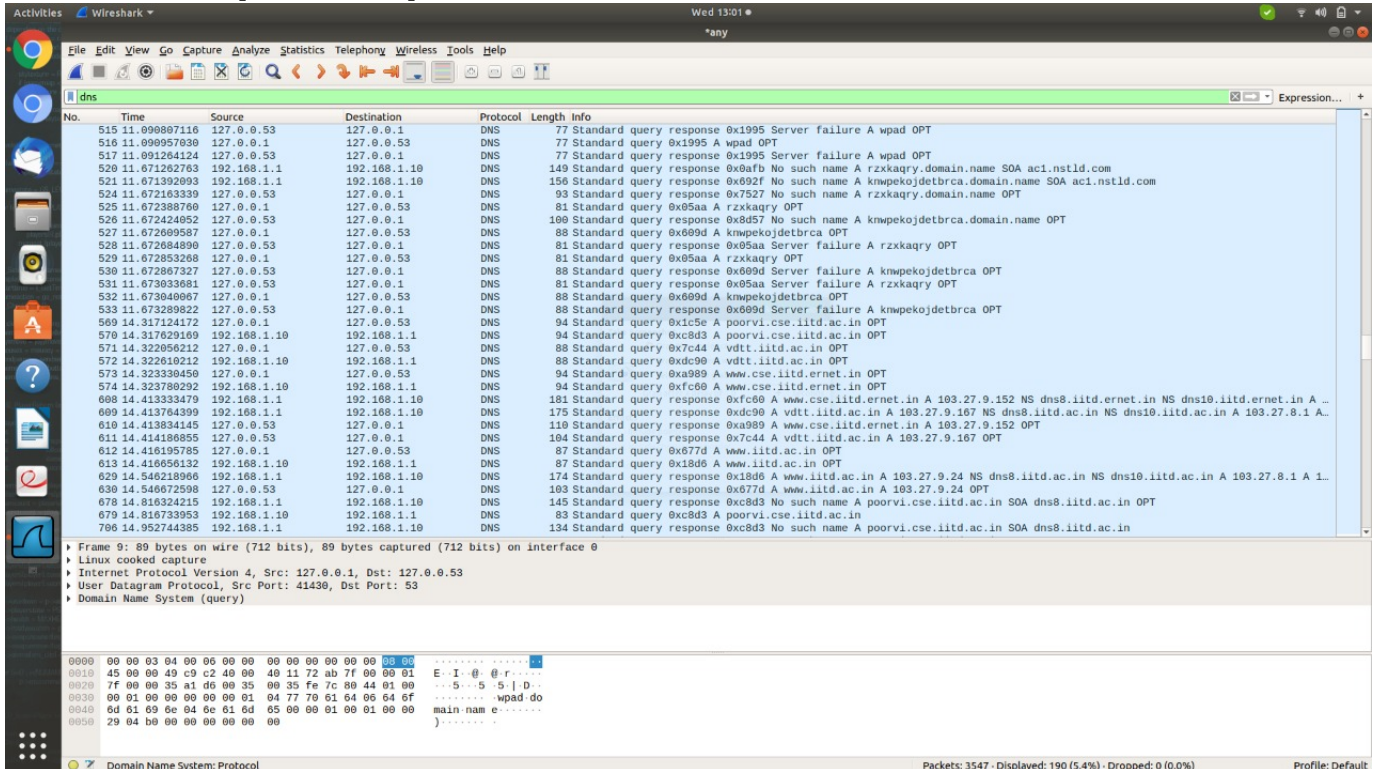 Activities Wireshark Wed 13:01
*any
File Edit View Go Capture Analyze Statistics Telephony Wireless Tools Help
dns Expression... +
No. Time Source Destination Protocol Length Info
515 11.090807116 127.0.0.53 127.0.0.1 DNS 77 Standard query response 0x1995 Server failure A wpad OPT
516 11.090957030 127.0.0.1 127.0.0.53 DNS 77 Standard query 0x1995 A wpad OPT
517 11.091264124 127.0.0.53 127.0.0.1 DNS 77 Standard query response 0x1995 Server failure A wpad OPT
520 11.671262763 192.168.1.1 192.168.1.10 DNS 149 Standard query response 0x0afb No such name A rzxkaqry.domain.name SOA ac1.nstld.com
521 11.671392093 192.168.1.1 192.168.1.10 DNS 156 Standard query response 0x692f No such name A knwpekojdetbrca.domain.name SOA ac1.nstld.com
524 11.672163339 127.0.0.53 127.0.0.1 DNS 93 Standard query response 0x7527 No such name A rzxkaqry.domain.name OPT
525 11.672388760 127.0.0.1 127.0.0.53 DNS 81 Standard query 0x05aa A rzxkaqry OPT
526 11.672424052 127.0.0.53 127.0.0.1 DNS 100 Standard query response 0x8d57 No such name A knwpekojdetbrca.domain.name OPT
527 11.672609587 127.0.0.1 127.0.0.53 DNS 88 Standard query 0x609d A knwpekojdetbrca OPT
528 11.672684890 127.0.0.53 127.0.0.1 DNS 81 Standard query response 0x05aa Server failure A rzxkaqry OPT
529 11.672853268 127.0.0.1 127.0.0.53 DNS 81 Standard query 0x05aa A rzxkaqry OPT
530 11.672867327 127.0.0.53 127.0.0.1 DNS 88 Standard query response 0x609d Server failure A knwpekojdetbrca OPT
531 11.673033681 127.0.0.53 127.0.0.1 DNS 81 Standard query response 0x05aa Server failure A rzxkaqry OPT
532 11.673040067 127.0.0.1 127.0.0.53 DNS 88 Standard query 0x609d A knwpekojdetbrca OPT
533 11.673289822 127.0.0.53 127.0.0.1 DNS 88 Standard query response 0x609d Server failure A knwpekojdetbrca OPT
569 14.317124172 127.0.0.1 127.0.0.53 DNS 94 Standard query 0x1c5e A poorvi.cse.iitd.ac.in OPT
570 14.317629169 192.168.1.10 192.168.1.1 DNS 94 Standard query 0xc8d3 A poorvi.cse.iitd.ac.in OPT
571 14.322056212 127.0.0.1 127.0.0.53 DNS 88 Standard query 0x7c44 A vdtt.iitd.ac.in OPT
572 14.322610212 192.168.1.10 192.168.1.1 DNS 88 Standard query 0xdc90 A vdtt.iitd.ac.in OPT
573 14.323330450 127.0.0.1 127.0.0.53 DNS 94 Standard query 0xa989 A www.cse.iitd.ernet.in OPT
574 14.323780292 192.168.1.10 192.168.1.1 DNS 94 Standard query 0xfc60 A www.cse.iitd.ernet.in OPT
608 14.413333479 192.168.1.1 192.168.1.10 DNS 181 Standard query response 0xfc60 A www.cse.iitd.ernet.in A 103.27.9.152 NS dns8.iitd.ernet.in NS dns10.iitd.ernet.in A …
609 14.413764399 192.168.1.1 192.168.1.10 DNS 175 Standard query response 0xdc90 A vdtt.iitd.ac.in A 103.27.9.167 NS dns8.iitd.ac.in NS dns10.iitd.ac.in A 103.27.8.1 A…
610 14.413834145 127.0.0.53 127.0.0.1 DNS 110 Standard query response 0xa989 A www.cse.iitd.ernet.in A 103.27.9.152 OPT
611 14.414186855 127.0.0.53 127.0.0.1 DNS 104 Standard query response 0x7c44 A vdtt.iitd.ac.in A 103.27.9.167 OPT
612 14.416195785 127.0.0.1 127.0.0.53 DNS 87 Standard query 0x677d A www.iitd.ac.in OPT
613 14.416656132 192.168.1.10 192.168.1.1 DNS 87 Standard query 0x18d6 A www.iitd.ac.in OPT
629 14.546218966 192.168.1.1 192.168.1.10 DNS 174 Standard query response 0x18d6 A www.iitd.ac.in A 103.27.9.24 NS dns8.iitd.ac.in NS dns10.iitd.ac.in A 103.27.8.1 A 1…
630 14.546672598 127.0.0.53 127.0.0.1 DNS 103 Standard query response 0x677d A www.iitd.ac.in A 103.27.9.24 OPT
678 14.816324215 192.168.1.1 192.168.1.10 DNS 145 Standard query response 0xc8d3 No such name A poorvi.cse.iitd.ac.in SOA dns8.iitd.ac.in OPT
679 14.816733953 192.168.1.10 192.168.1.1 DNS 83 Standard query 0xc8d3 A poorvi.cse.iitd.ac.in
706 14.952744385 192.168.1.1 192.168.1.10 DNS 134 Standard query response 0xc8d3 No such name A poorvi.cse.iitd.ac.in SOA dns8.iitd.ac.in
Frame 9: 89 bytes on wire (712 bits), 89 bytes captured (712 bits) on interface 0
Linux cooked capture
Internet Protocol Version 4, Src: 127.0.0.1, Dst: 127.0.0.53
User Datagram Protocol, Src Port: 41430, Dst Port: 53
Domain Name System (query)
0000 00 00 03 04 00 06 00 00 00 00 00 00 00 00 08 00 ········ ········
0010 45 00 00 49 c9 c2 40 00 40 11 72 ab 7f 00 00 01 E··I··@· @·r·····
0020 7f 00 00 35 a1 d6 00 35 00 35 fe 7c 80 44 01 00 ···5···5 ·5·|·D··
0030 00 01 00 00 00 00 00 01 04 77 70 61 64 06 64 6f ········ ·wpad·do
0040 6d 61 69 6e 04 6e 61 6d 65 00 00 01 00 01 00 00 main·nam e·······
0050 29 04 b0 00 00 00 00 00 00 )······· ·
Domain Name System: Protocol Packets: 3547 · Displayed: 190 (5.4%) · Dropped: 0 (0.0%) Profile: Default